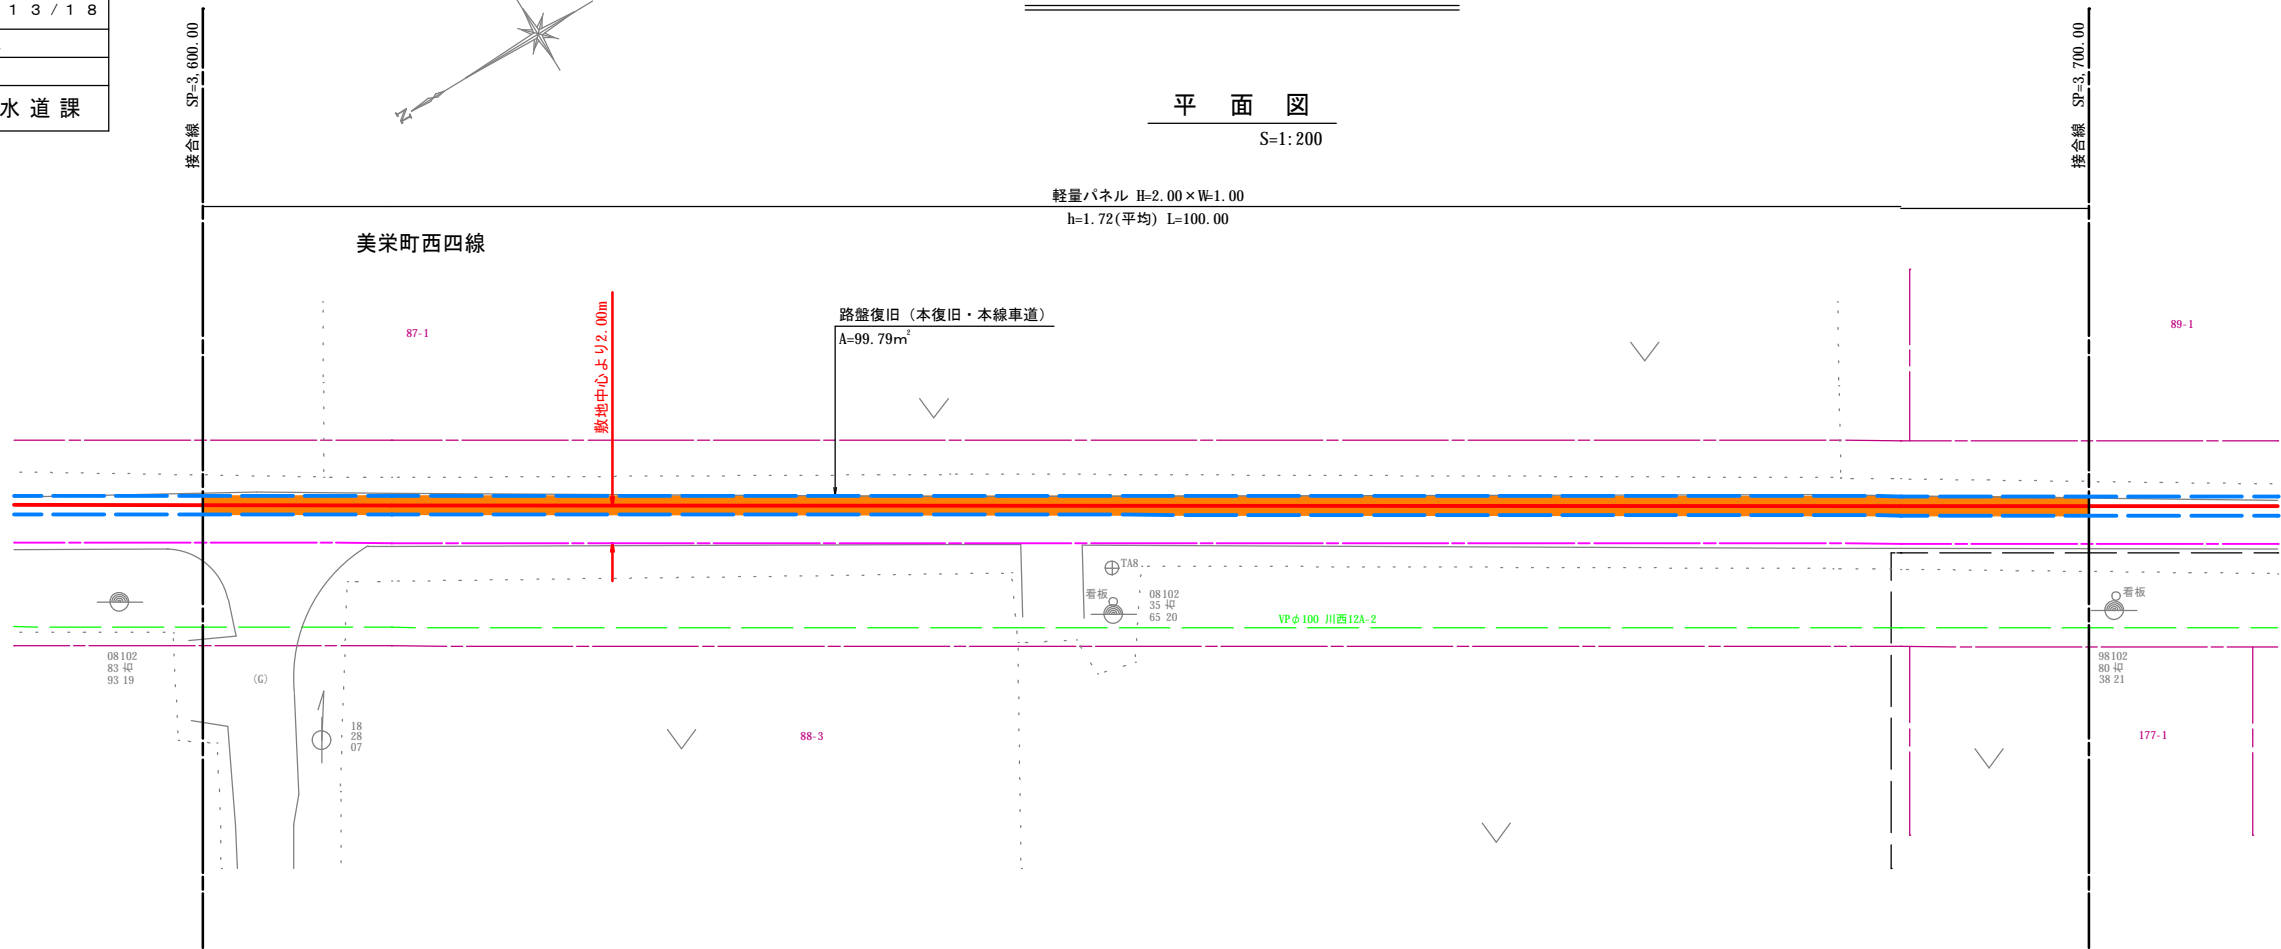 13/18
水道課
接合線 SP=3,600.00
N
平 面 図
S=1:200
接合線 SP=3,700.00
軽量パネル H=2.00×W=1.00
h=1.72(平均) L=100.00
美栄町西四線
敷地中心より2.00m
路盤復旧（本復旧・本線車道）
A=99.79㎡
87-1
89-1
TA8
看板
08102
35
65 20
VPφ100 川西12A-2
看板
08102
83
93 19
(G)
18
28
07
88-3
98102
80
38 21
177-1